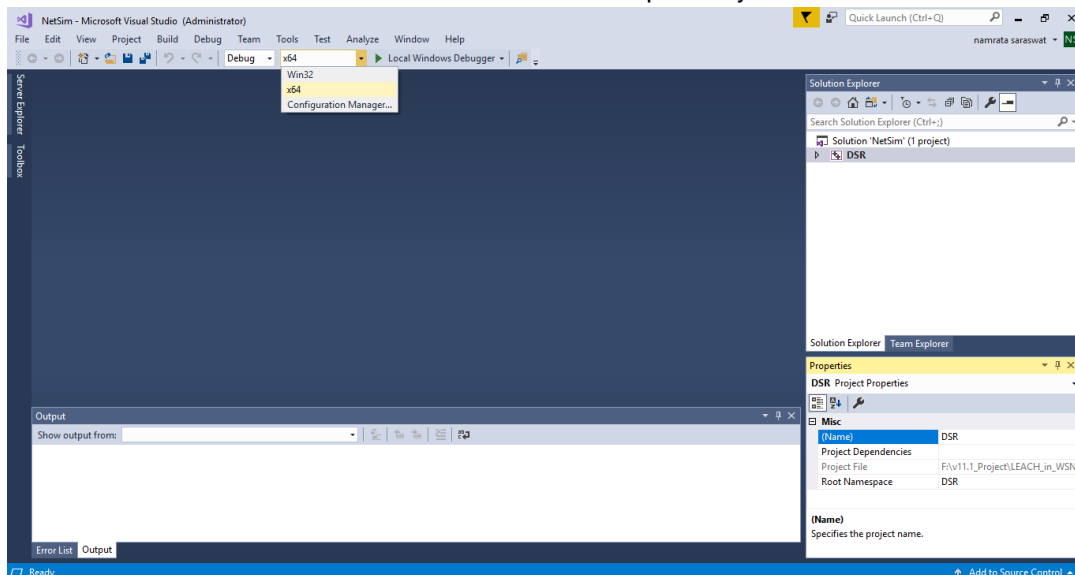 NetSim - Microsoft Visual Studio (Administrator)
Quick Launch (Ctrl+Q)
File Edit View Project Build Debug Team Tools Test Analyze Window Help
namrata saraswat NS
Debug x64 Local Windows Debugger
Win32
x64
Configuration Manager...
Server Explorer
Toolbox
Solution Explorer
Search Solution Explorer (Ctrl+;)
Solution 'NetSim' (1 project)
DSR
Solution Explorer Team Explorer
Properties
DSR Project Properties
Misc
(Name) DSR
Project Dependencies
Project File F:\v11.1_Project\LEACH_in_WSN
Root Namespace DSR
(Name)
Specifies the project name.
Output
Show output from:
Error List Output
Ready
Add to Source Control